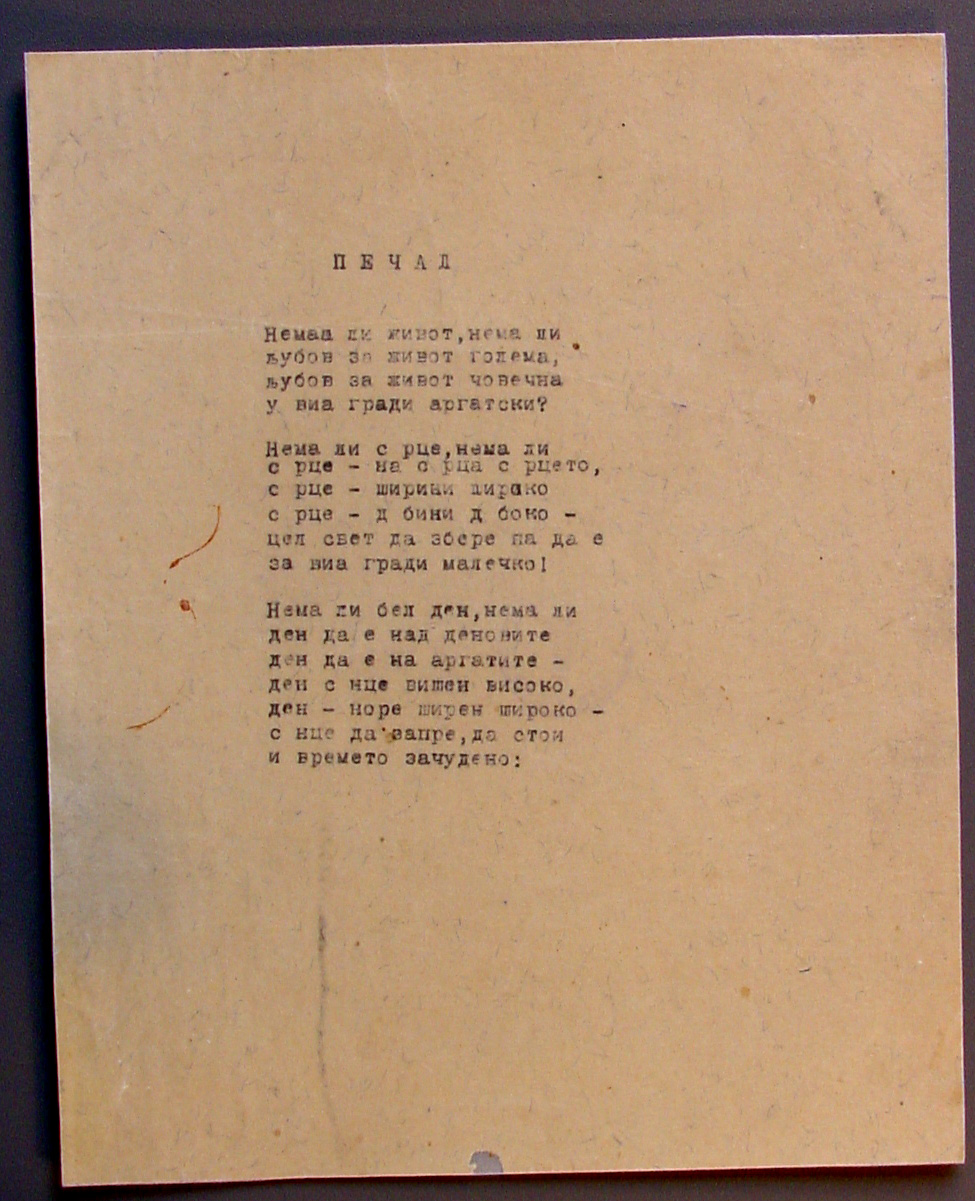 П Е Ч А Л
Немаа ли живот,нема ли
љубов за живот голема,
љубов за живот човечна
у виа гради аргатски?
Нема ли с рце,нема ли
с рце - на с рца с рцето,
с рце - ширини широко
с рце - д бини д боко -
цел свет да збере па да е
за виа гради малечко!
Нема ли бел ден,нема ли
ден да е над деновите
ден да е на аргатите -
ден с нце вишен високо,
ден - норе ширен широко -
с нце да запре,да стои
и времето зачудено: